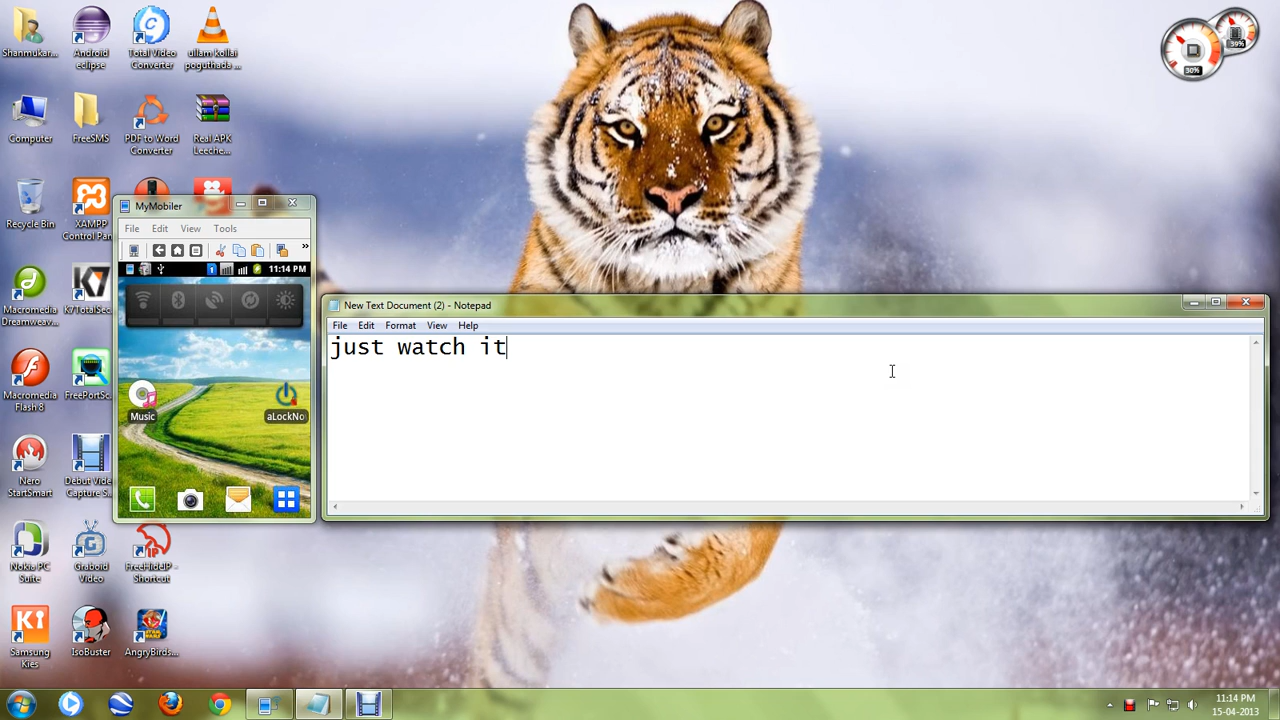 Shanmukar...
Android
eclipse
Total Video
Converter
ullam kollai
poguthada ...
30%
39%
Computer
FreeSMS
PDF to Word
Converter
Real APK
Leeche...
Recycle Bin
XAMPP
Control Pan
MyMobiler
File Edit View Tools
»
11:14 PM
Macromedia
Dreamweav...
K7TotalSec
New Text Document (2) - Notepad
File Edit Format View Help
just watch it
Macromedia
Flash 8
FreePortSc
Music
aLockNo
Nero
StartSmart
Debut Vide
Capture S
Nokia PC
Suite
Graboid
Video
FreeHideIP -
Shortcut
Samsung
Kies
IsoBuster
AngryBirds...
11:14 PM
15-04-2013